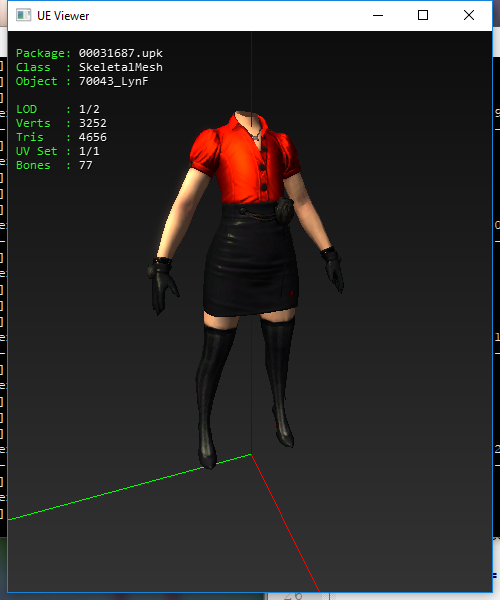 UE Viewer
Package: 00031687.upk
Class  : SkeletalMesh
Object : 70043_LynF
LOD    : 1/2
Verts  : 3252
Tris   : 4656
UV Set : 1/1
Bones  : 77